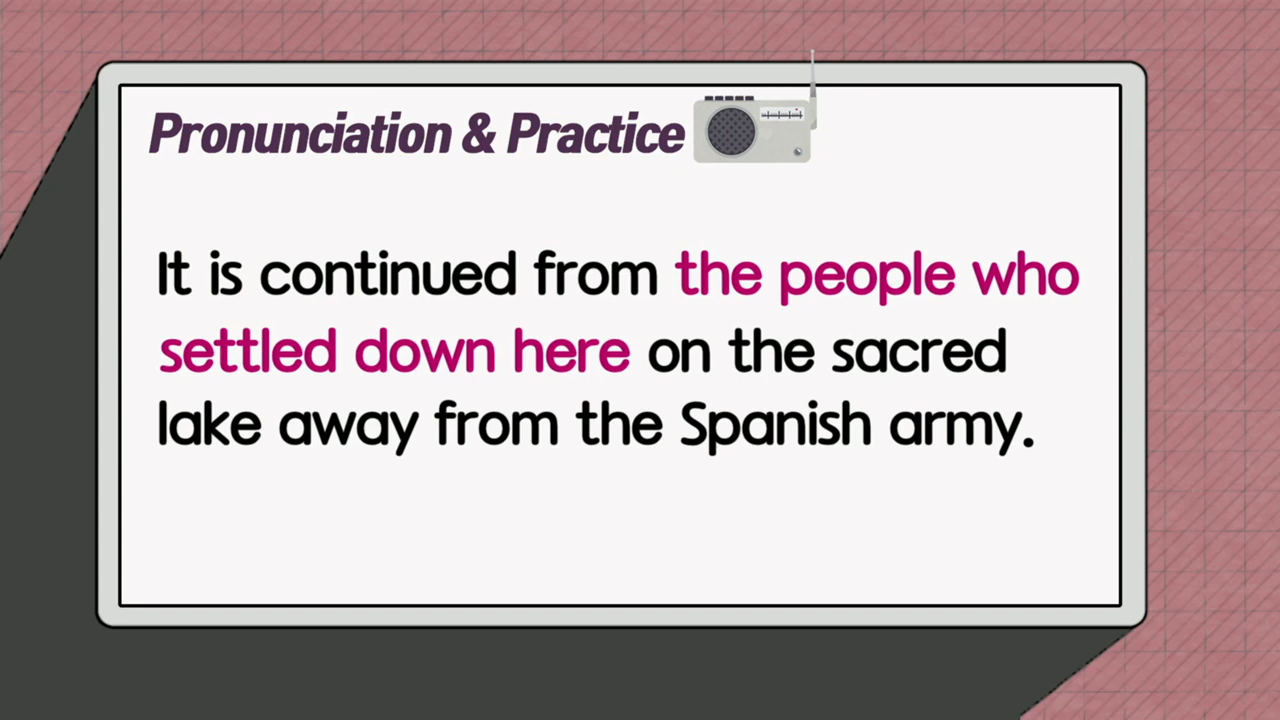 Pronunciation & Practice
It is continued from the people who
settled down here on the sacred
lake away from the Spanish army.